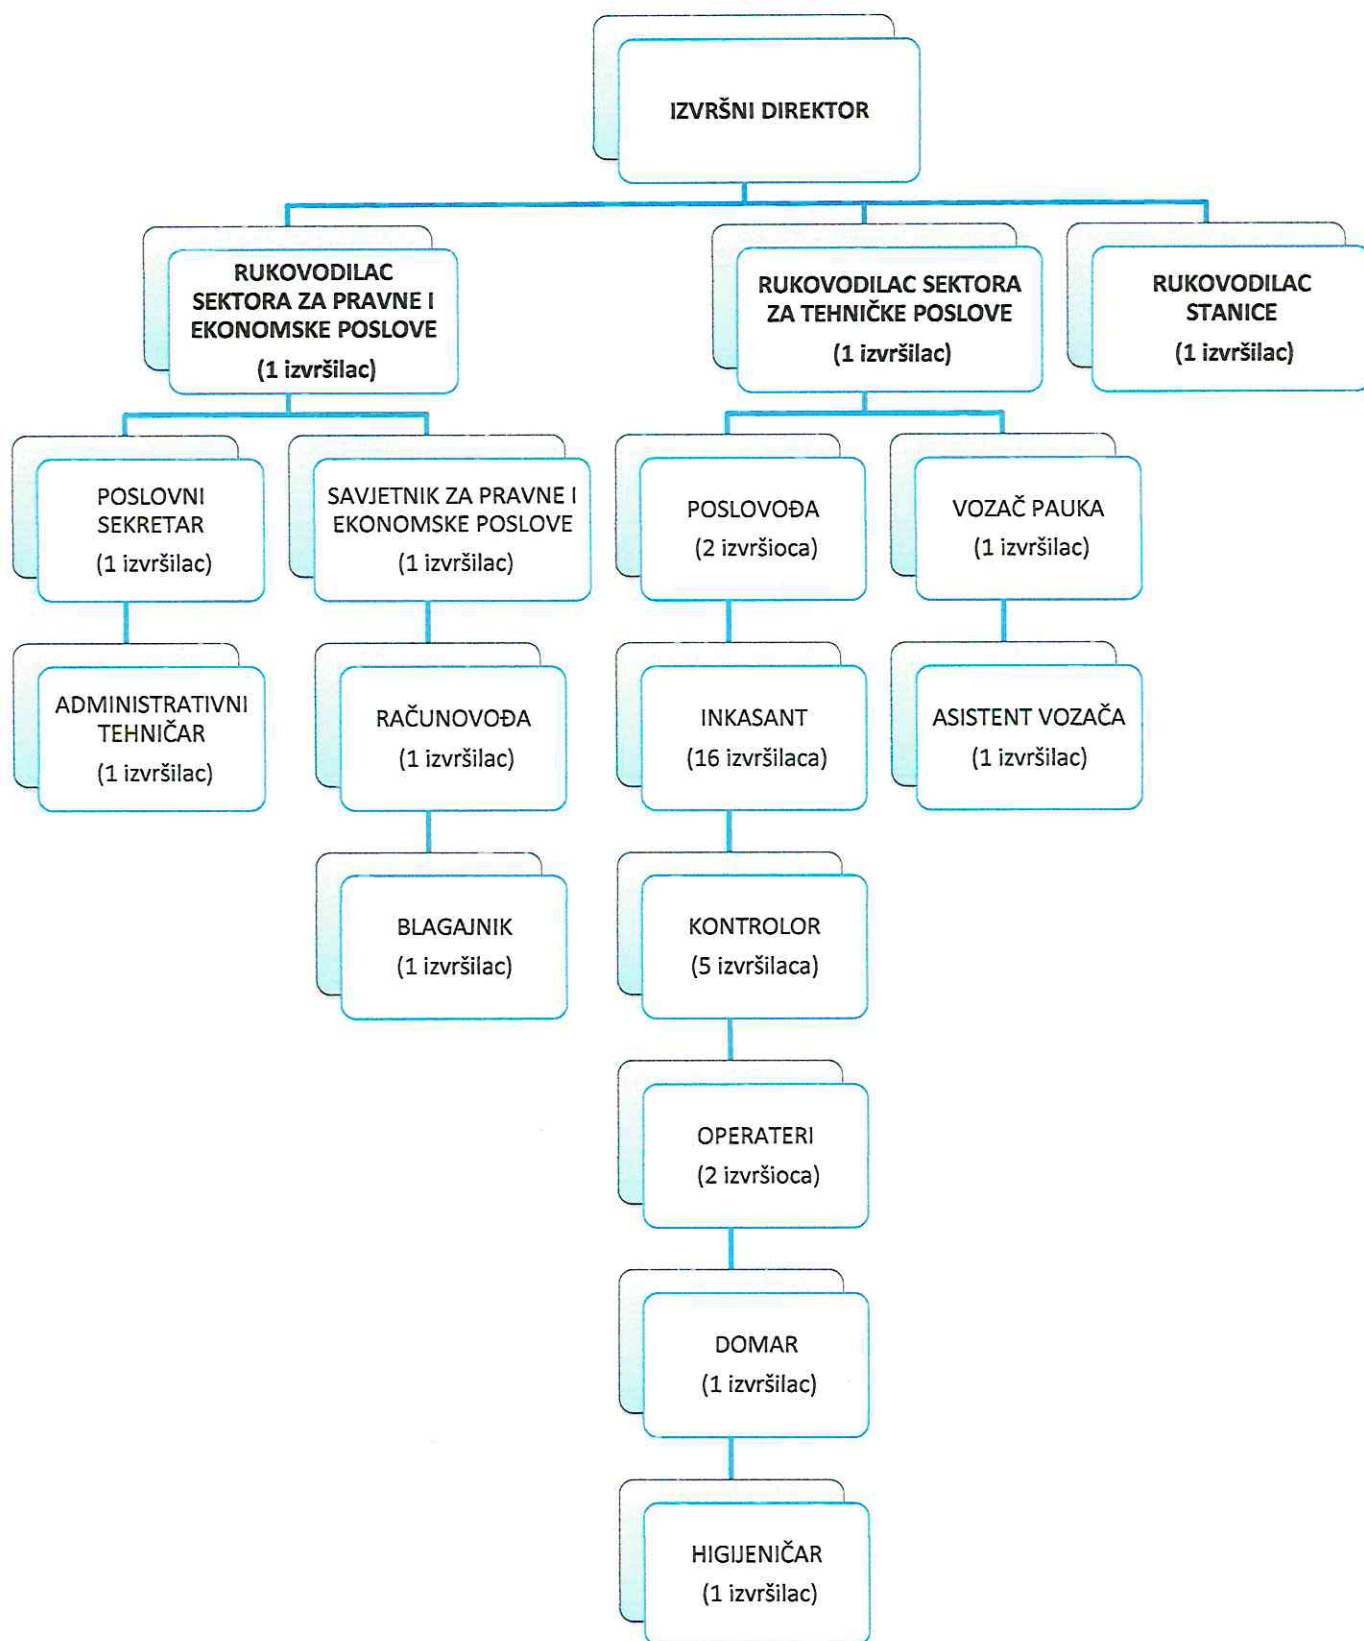 IZVRŠNI DIREKTOR
RUKOVODILAC
SEKTORA ZA PRAVNE I
EKONOMSKE POSLOVE
(1 izvršilac)
RUKOVODILAC SEKTORA
ZA TEHNIČKE POSLOVE
(1 izvršilac)
RUKOVODILAC
STANICE
(1 izvršilac)
POSLOVNI
SEKRETAR
(1 izvršilac)
SAVJETNIK ZA PRAVNE I
EKONOMSKE POSLOVE
(1 izvršilac)
POSLOVOĐA
(2 izvršioca)
VOZAČ PAUKA
(1 izvršilac)
ADMINISTRATIVNI
TEHNIČAR
(1 izvršilac)
RAČUNOVOĐA
(1 izvršilac)
INKASANT
(16 izvršilaca)
ASISTENT VOZAČA
(1 izvršilac)
BLAGAJNIK
(1 izvršilac)
KONTROLOR
(5 izvršilaca)
OPERATERI
(2 izvršioca)
DOMAR
(1 izvršilac)
HIGIJENIČAR
(1 izvršilac)